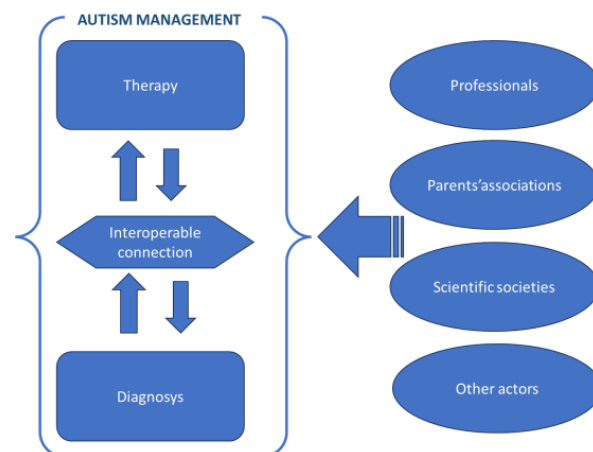 AUTISM MANAGEMENT
Therapy
Interoperable
connection
Diagnosys
Professionals
Parents'associations
Scientific societies
Other actors